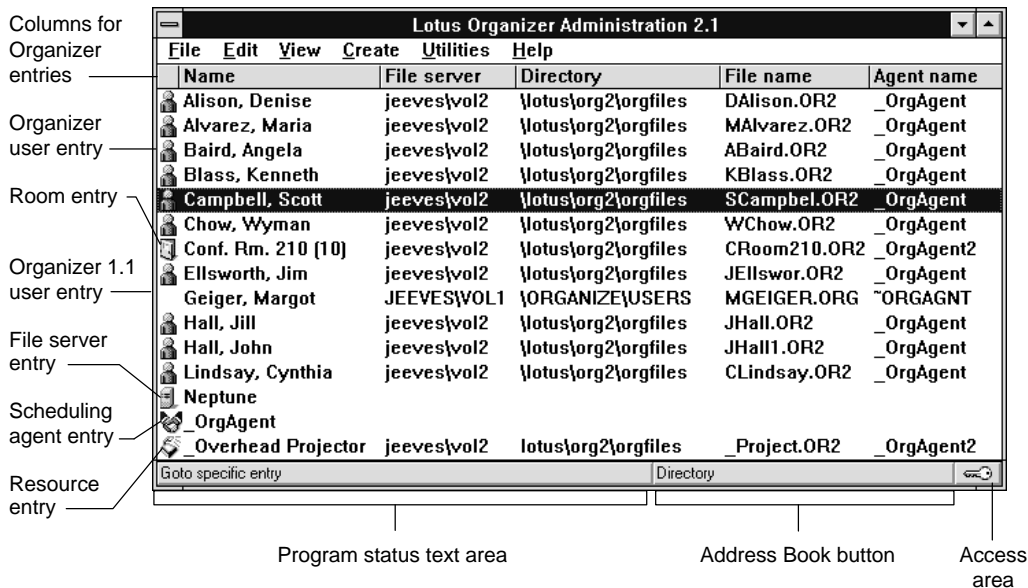 Columns for
Organizer
entries
Organizer
user entry
Room entry
Organizer 1.1
user entry
File server
entry
Scheduling
agent entry
Resource
entry
Lotus Organizer Administration 2.1
File Edit View Create Utilities Help
Name File server Directory File name Agent name
Alison, Denise jeeves\vol2 \lotus\org2\orgfiles DAlison.OR2 _OrgAgent
Alvarez, Maria jeeves\vol2 \lotus\org2\orgfiles MAlvarez.OR2 _OrgAgent
Baird, Angela jeeves\vol2 \lotus\org2\orgfiles ABaird.OR2 _OrgAgent
Blass, Kenneth jeeves\vol2 \lotus\org2\orgfiles KBlass.OR2 _OrgAgent
Campbell, Scott jeeves\vol2 \lotus\org2\orgfiles SCampbel.OR2 _OrgAgent
Chow, Wyman jeeves\vol2 \lotus\org2\orgfiles WChow.OR2 _OrgAgent
Conf. Rm. 210 (10) jeeves\vol2 \lotus\org2\orgfiles CRoom210.OR2 _OrgAgent2
Ellsworth, Jim jeeves\vol2 \lotus\org2\orgfiles JEllswor.OR2 _OrgAgent
Geiger, Margot JEEVES\VOL1 \ORGANIZE\USERS MGEIGER.ORG ~ORGAGNT
Hall, Jill jeeves\vol2 \lotus\org2\orgfiles JHall.OR2 _OrgAgent
Hall, John jeeves\vol2 \lotus\org2\orgfiles JHall1.OR2 _OrgAgent
Lindsay, Cynthia jeeves\vol2 \lotus\org2\orgfiles CLindsay.OR2 _OrgAgent
Neptune
_OrgAgent
_Overhead Projector jeeves\vol2 lotus\org2\orgfiles _Project.OR2 _OrgAgent2
Goto specific entry Directory
Program status text area Address Book button Access
area